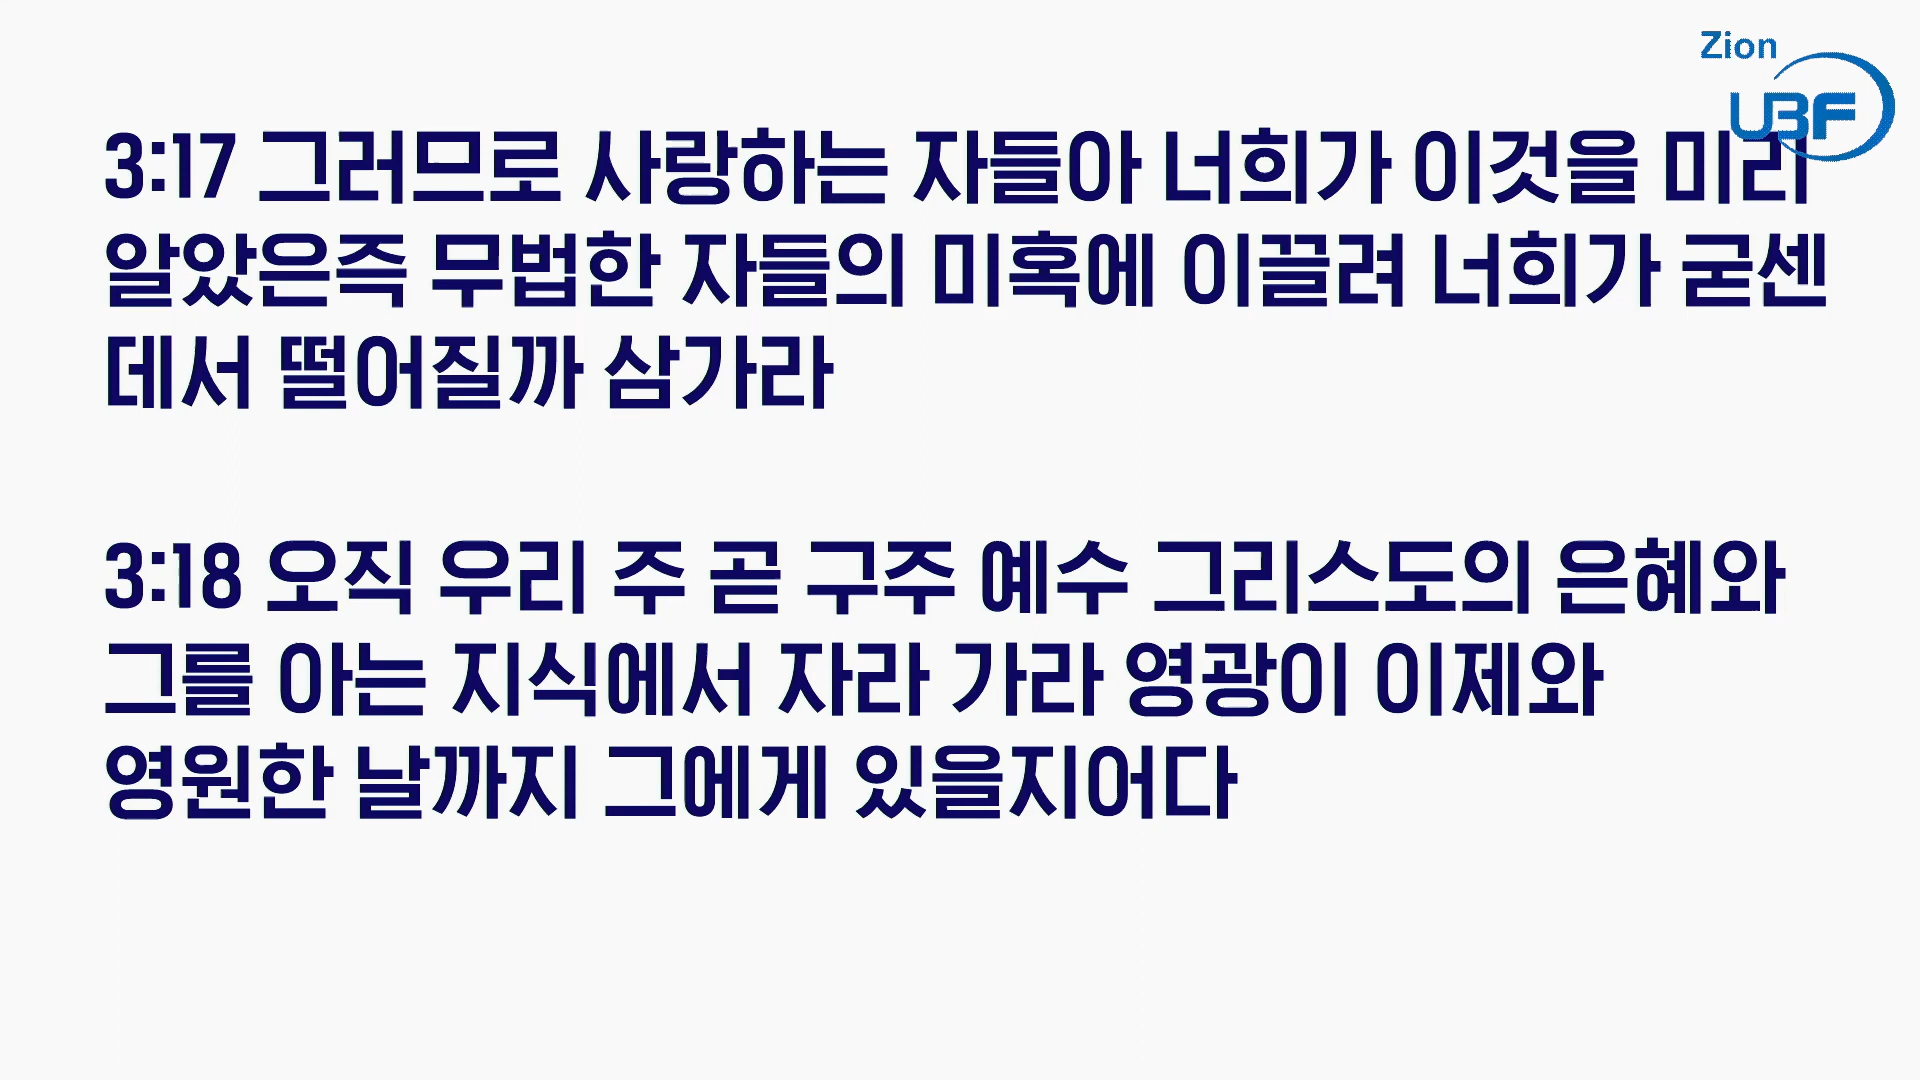 Zion
UBF
3:17 그러므로 사랑하는 자들아 너희가 이것을 미리
알았은즉 무법한 자들의 미혹에 이끌려 너희가 굳센
데서 떨어질까 삼가라
3:18 오직 우리 주 곧 구주 예수 그리스도의 은혜와
그를 아는 지식에서 자라 가라 영광이 이제와
영원한 날까지 그에게 있을지어다